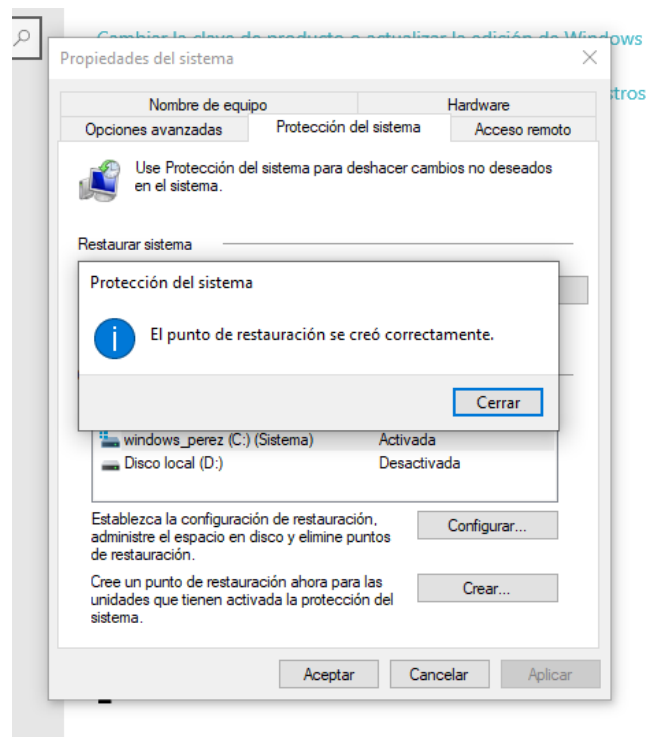 Cambiar la clave de producto o actualizar la edición de Windows
Propiedades del sistema
tros
Nombre de equipo
Hardware
Opciones avanzadas
Protección del sistema
Acceso remoto
Use Protección del sistema para deshacer cambios no deseados
en el sistema.
Restaurar sistema
Protección del sistema
El punto de restauración se creó correctamente.
Cerrar
windows_perez (C:) (Sistema)
Activada
Disco local (D:)
Desactivada
Establezca la configuración de restauración,
administre el espacio en disco y elimine puntos
de restauración.
Configurar...
Cree un punto de restauración ahora para las
unidades que tienen activada la protección del
sistema.
Crear...
Aceptar
Cancelar
Aplicar